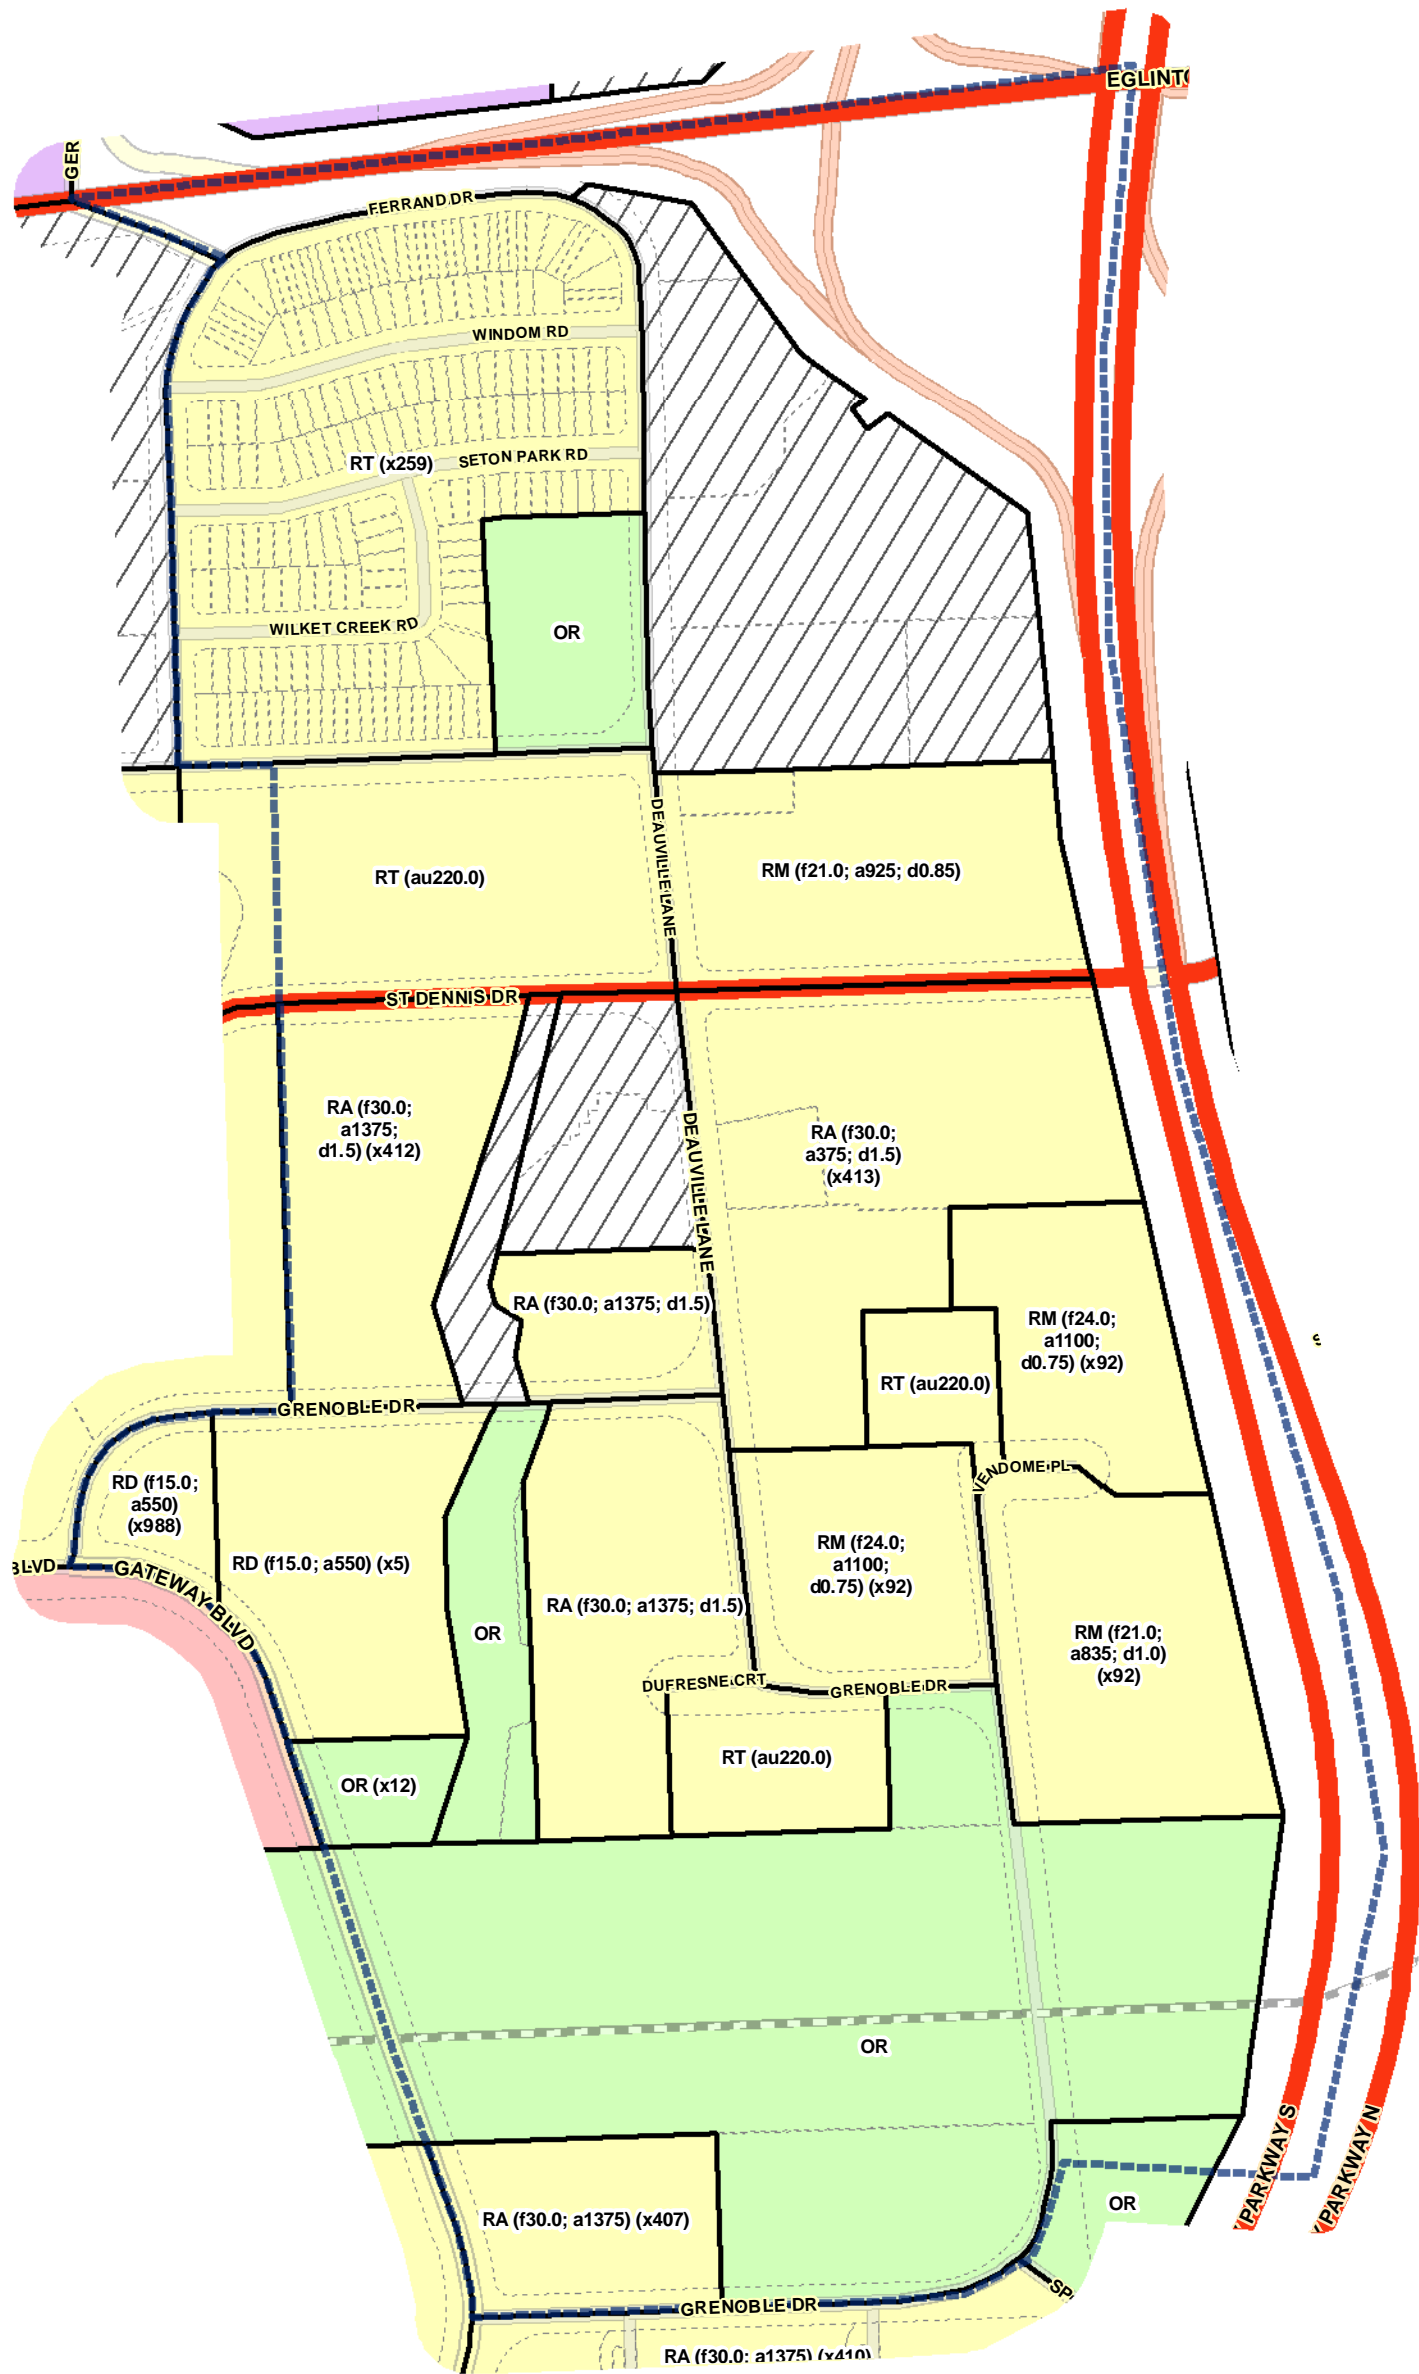 EGLINT
GER
FERRAND DR
WINDOM RD
RT (x259)
SETON PARK RD
WILKET CREEK RD
OR
DEAUVILLE LANE
RT (au220.0)
RM (f21.0; a925; d0.85)
ST DENNIS DR
RA (f30.0;
a1375;
d1.5) (x412)
DEAUVILLE LANE
RA (f30.0;
a375; d1.5)
(x413)
RA (f30.0; a1375; d1.5)
RM (f24.0;
a1100;
d0.75) (x92)
RT (au220.0)
GRENOBLE DR
RD (f15.0;
a550)
(x988)
VENDOME PL
BLVD
GATEWAY BLVD
RD (f15.0; a550) (x5)
RM (f24.0;
a1100;
d0.75) (x92)
OR
RA (f30.0; a1375; d1.5)
RM (f21.0;
a835; d1.0)
(x92)
DUFRESNE CRT
GRENOBLE DR
RT (au220.0)
OR (x12)
OR
PARKWAY S
PARKWAY N
OR
RA (f30.0; a1375) (x407)
SP
GRENOBLE DR
RA (f30.0; a1375) (x410)